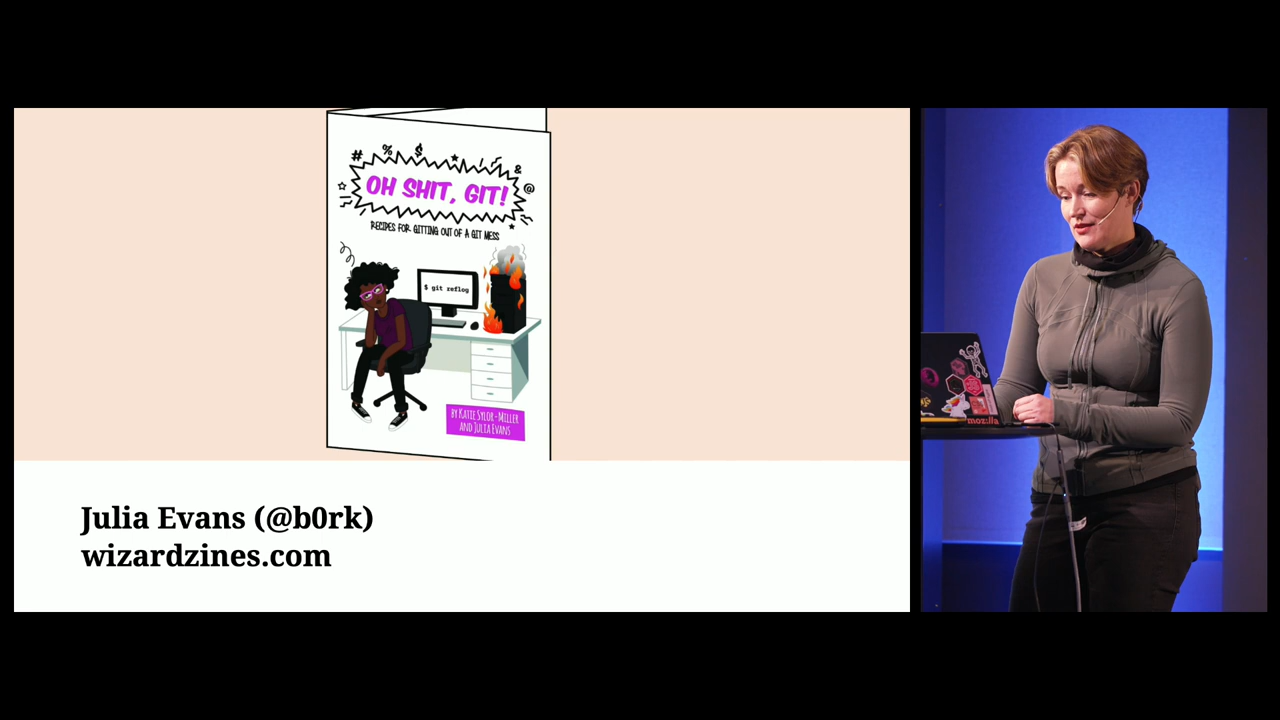 # % $ &
OH SHIT, GIT! @
RECIPES FOR GITTING OUT OF A GIT MESS
$ git reflog
BY KATIE SYLOR-MILLER
AND JULIA EVANS
Julia Evans (@b0rk)
wizardzines.com
mozilla